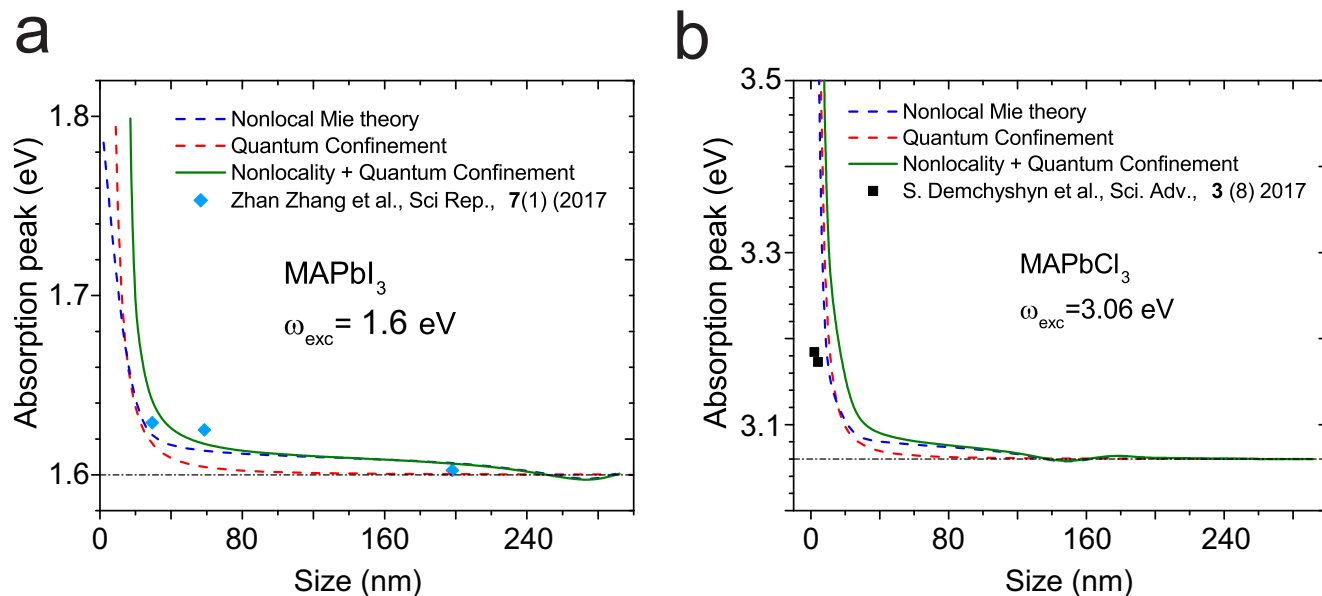 a
b
Absorption peak (eV)
1.8
1.7
1.6
Nonlocal Mie theory
Quantum Confinement
Nonlocality + Quantum Confinement
Zhan Zhang et al., Sci Rep., 7(1) (2017
MAPbI3
ωexc= 1.6 eV
0 80 160 240
Size (nm)
Absorption peak (eV)
3.5
3.3
3.1
Nonlocal Mie theory
Quantum Confinement
Nonlocality + Quantum Confinement
S. Demchyshyn et al., Sci. Adv., 3 (8) 2017
MAPbCl3
ωexc=3.06 eV
0 80 160 240
Size (nm)